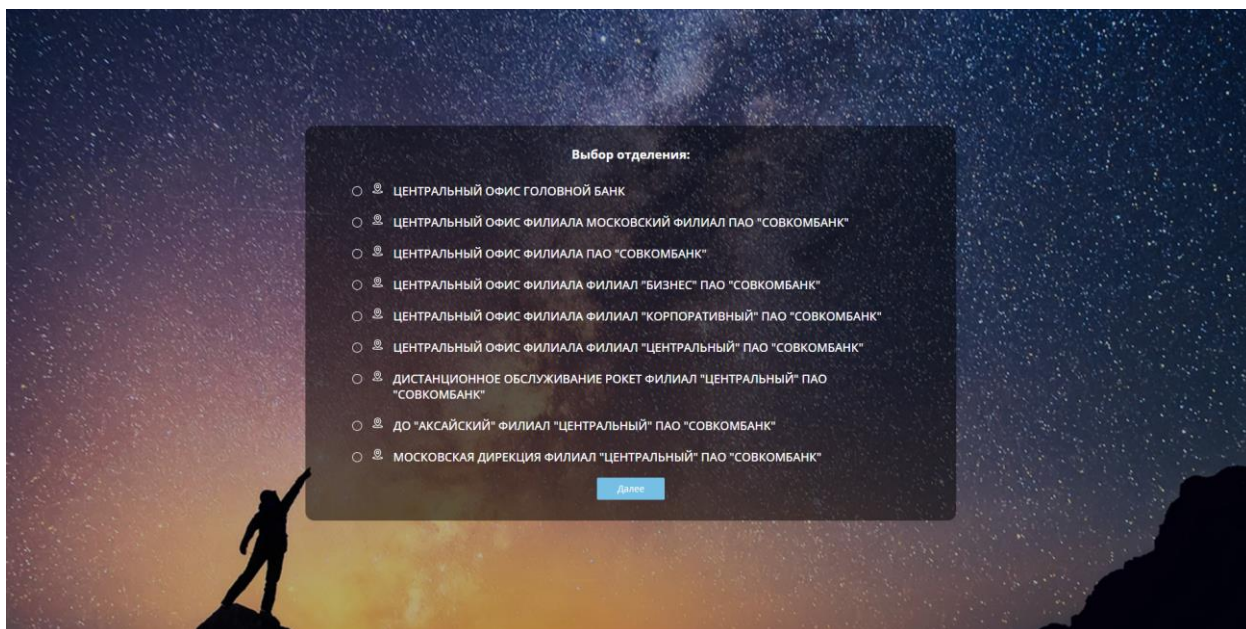 Выбор отделения:
ЦЕНТРАЛЬНЫЙ ОФИС ГОЛОВНОЙ БАНК
ЦЕНТРАЛЬНЫЙ ОФИС ФИЛИАЛА МОСКОВСКИЙ ФИЛИАЛ ПАО "СОВКОМБАНК"
ЦЕНТРАЛЬНЫЙ ОФИС ФИЛИАЛА ПАО "СОВКОМБАНК"
ЦЕНТРАЛЬНЫЙ ОФИС ФИЛИАЛА ФИЛИАЛ "БИЗНЕС" ПАО "СОВКОМБАНК"
ЦЕНТРАЛЬНЫЙ ОФИС ФИЛИАЛА ФИЛИАЛ "КОРПОРАТИВНЫЙ" ПАО "СОВКОМБАНК"
ЦЕНТРАЛЬНЫЙ ОФИС ФИЛИАЛА ФИЛИАЛ "ЦЕНТРАЛЬНЫЙ" ПАО "СОВКОМБАНК"
ДИСТАНЦИОННОЕ ОБСЛУЖИВАНИЕ РОКЕТ ФИЛИАЛ "ЦЕНТРАЛЬНЫЙ" ПАО
"СОВКОМБАНК"
ДО "АКСАЙСКИЙ" ФИЛИАЛ "ЦЕНТРАЛЬНЫЙ" ПАО "СОВКОМБАНК"
МОСКОВСКАЯ ДИРЕКЦИЯ ФИЛИАЛ "ЦЕНТРАЛЬНЫЙ" ПАО "СОВКОМБАНК"
Далее